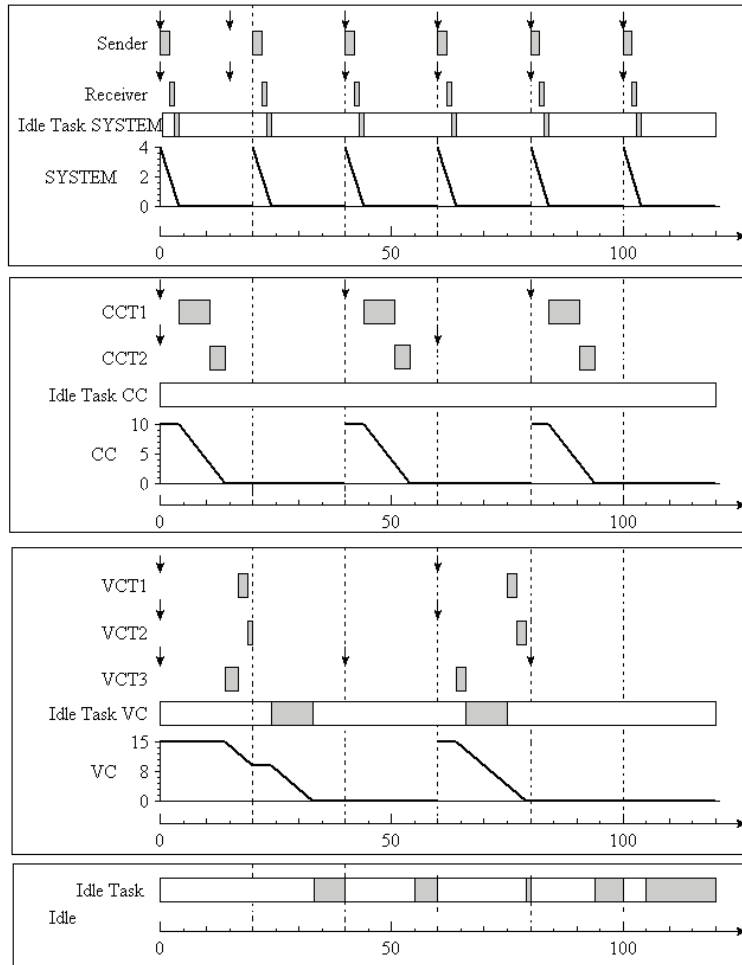 Sender
Receiver
Idle Task SYSTEM
4
SYSTEM 2
0
0 50 100
CCT1
CCT2
Idle Task CC
10
CC 5
0
0 50 100
VCT1
VCT2
VCT3
Idle Task VC
15
VC 8
0
0 50 100
Idle Task
Idle
0 50 100